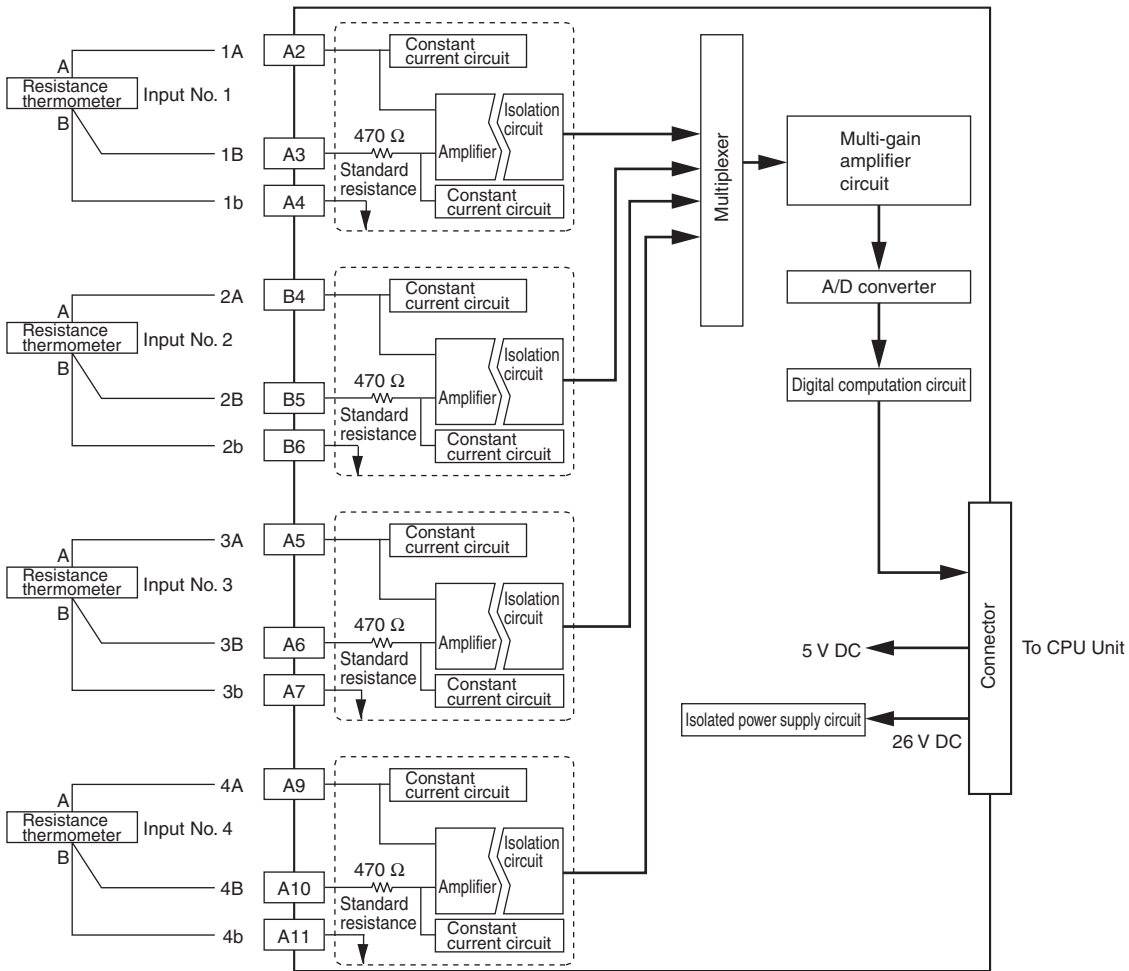 1A
A2
Constant
current circuit
A
Resistance
thermometer
Input No. 1
B
470 Ω
Amplifier
Isolation
circuit
1B
A3
Standard
resistance
1b
A4
Constant
current circuit
2A
B4
Constant
current circuit
A
Resistance
thermometer
Input No. 2
B
470 Ω
Amplifier
Isolation
circuit
2B
B5
Standard
resistance
2b
B6
Constant
current circuit
3A
A5
Constant
current circuit
A
Resistance
thermometer
Input No. 3
B
470 Ω
Amplifier
Isolation
circuit
3B
A6
Standard
resistance
3b
A7
Constant
current circuit
4A
A9
Constant
current circuit
A
Resistance
thermometer
Input No. 4
B
470 Ω
Amplifier
Isolation
circuit
4B
A10
Standard
resistance
4b
A11
Constant
current circuit
Multiplexer
Multi-gain
amplifier
circuit
A/D converter
Digital computation circuit
5 V DC
Isolated power supply circuit
26 V DC
Connector
To CPU Unit